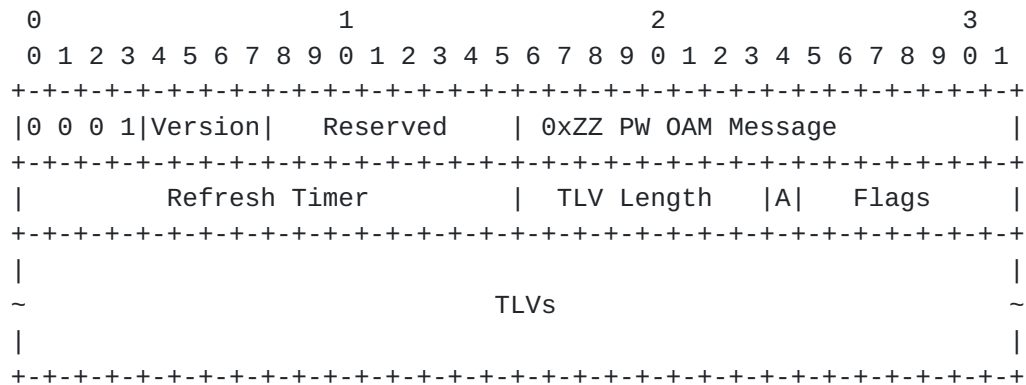 0                   1                   2                   3
 0 1 2 3 4 5 6 7 8 9 0 1 2 3 4 5 6 7 8 9 0 1 2 3 4 5 6 7 8 9 0 1
+-+-+-+-+-+-+-+-+-+-+-+-+-+-+-+-+-+-+-+-+-+-+-+-+-+-+-+-+-+-+-+-+
|0 0 0 1|Version|   Reserved    | 0xZZ PW OAM Message           |
+-+-+-+-+-+-+-+-+-+-+-+-+-+-+-+-+-+-+-+-+-+-+-+-+-+-+-+-+-+-+-+-+
|         Refresh Timer         |  TLV Length   |A|   Flags     |
+-+-+-+-+-+-+-+-+-+-+-+-+-+-+-+-+-+-+-+-+-+-+-+-+-+-+-+-+-+-+-+-+
|                                                               |
~                              TLVs                             ~
|                                                               |
+-+-+-+-+-+-+-+-+-+-+-+-+-+-+-+-+-+-+-+-+-+-+-+-+-+-+-+-+-+-+-+-+